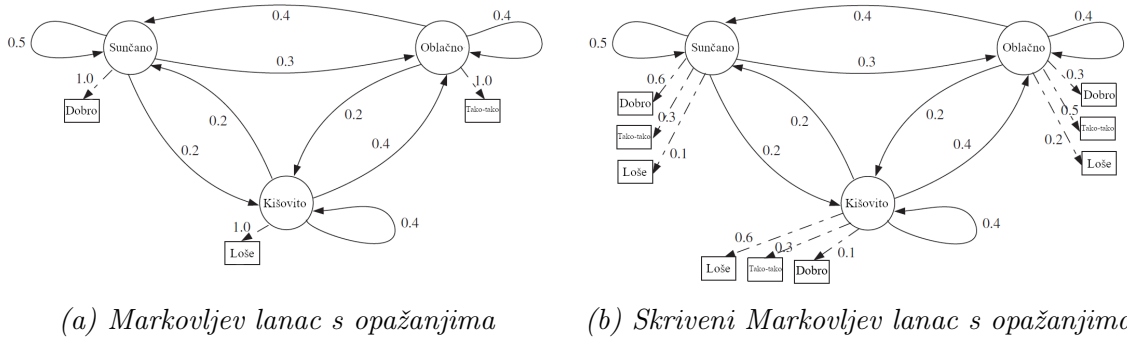 0.4
0.5
Sunčano
Oblačno
0.4
0.3
1.0
Dobro
1.0
Tako-tako
0.2
0.2
0.2
0.4
Kišovito
1.0
0.4
Loše
(a) Markovljev lanac s opažanjima
0.4
0.5
Sunčano
Oblačno
0.4
0.3
0.6
Dobro
0.3
Tako-tako
0.1
Loše
0.3
Dobro
0.5
Tako-tako
0.2
Loše
0.2
0.2
0.2
0.4
Kišovito
0.4
0.6
Loše
0.3
Tako-tako
0.1
Dobro
(b) Skriveni Markovljev lanac s opažanjima